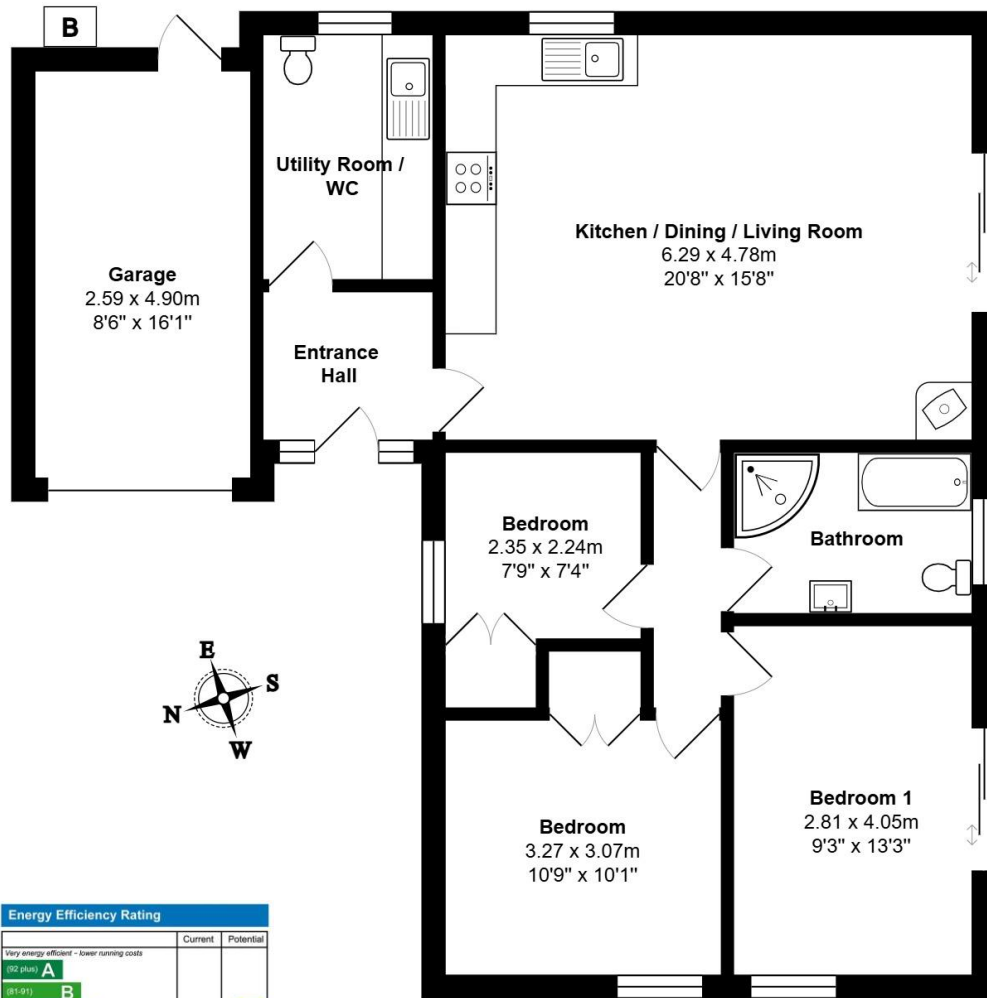 B
Utility Room /
WC
Kitchen / Dining / Living Room
6.29 x 4.78m
20'8" x 15'8"
Garage
2.59 x 4.90m
8'6" x 16'1"
Entrance
Hall
Bedroom
2.35 x 2.24m
7'9" x 7'4"
Bathroom
E
S
N
W
Bedroom
3.27 x 3.07m
10'9" x 10'1"
Bedroom 1
2.81 x 4.05m
9'3" x 13'3"
Energy Efficiency Rating
Current Potential
Very energy efficient - lower running costs
(92 plus) A
(81-91) B